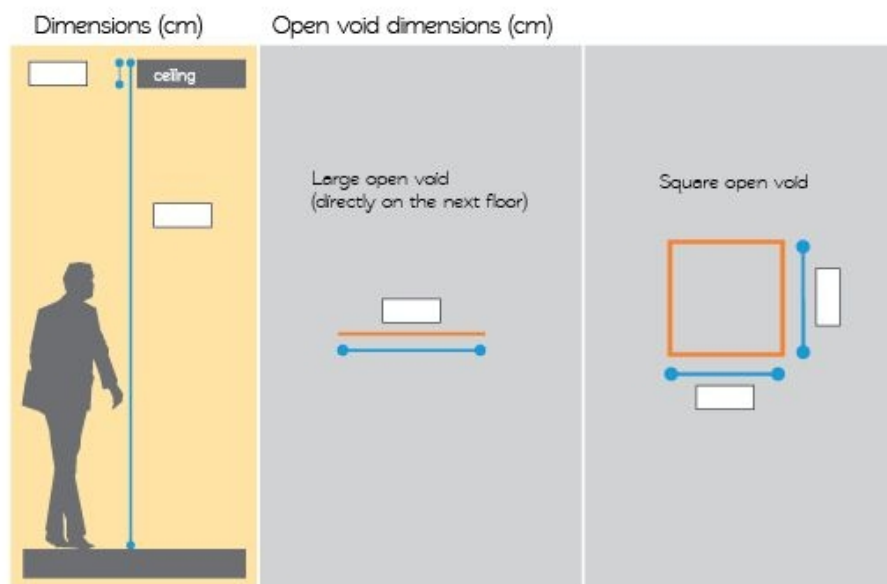 Dimensions (cm)
Open void dimensions (cm)
ceiling
Large open void
(directly on the next floor)
Square open void